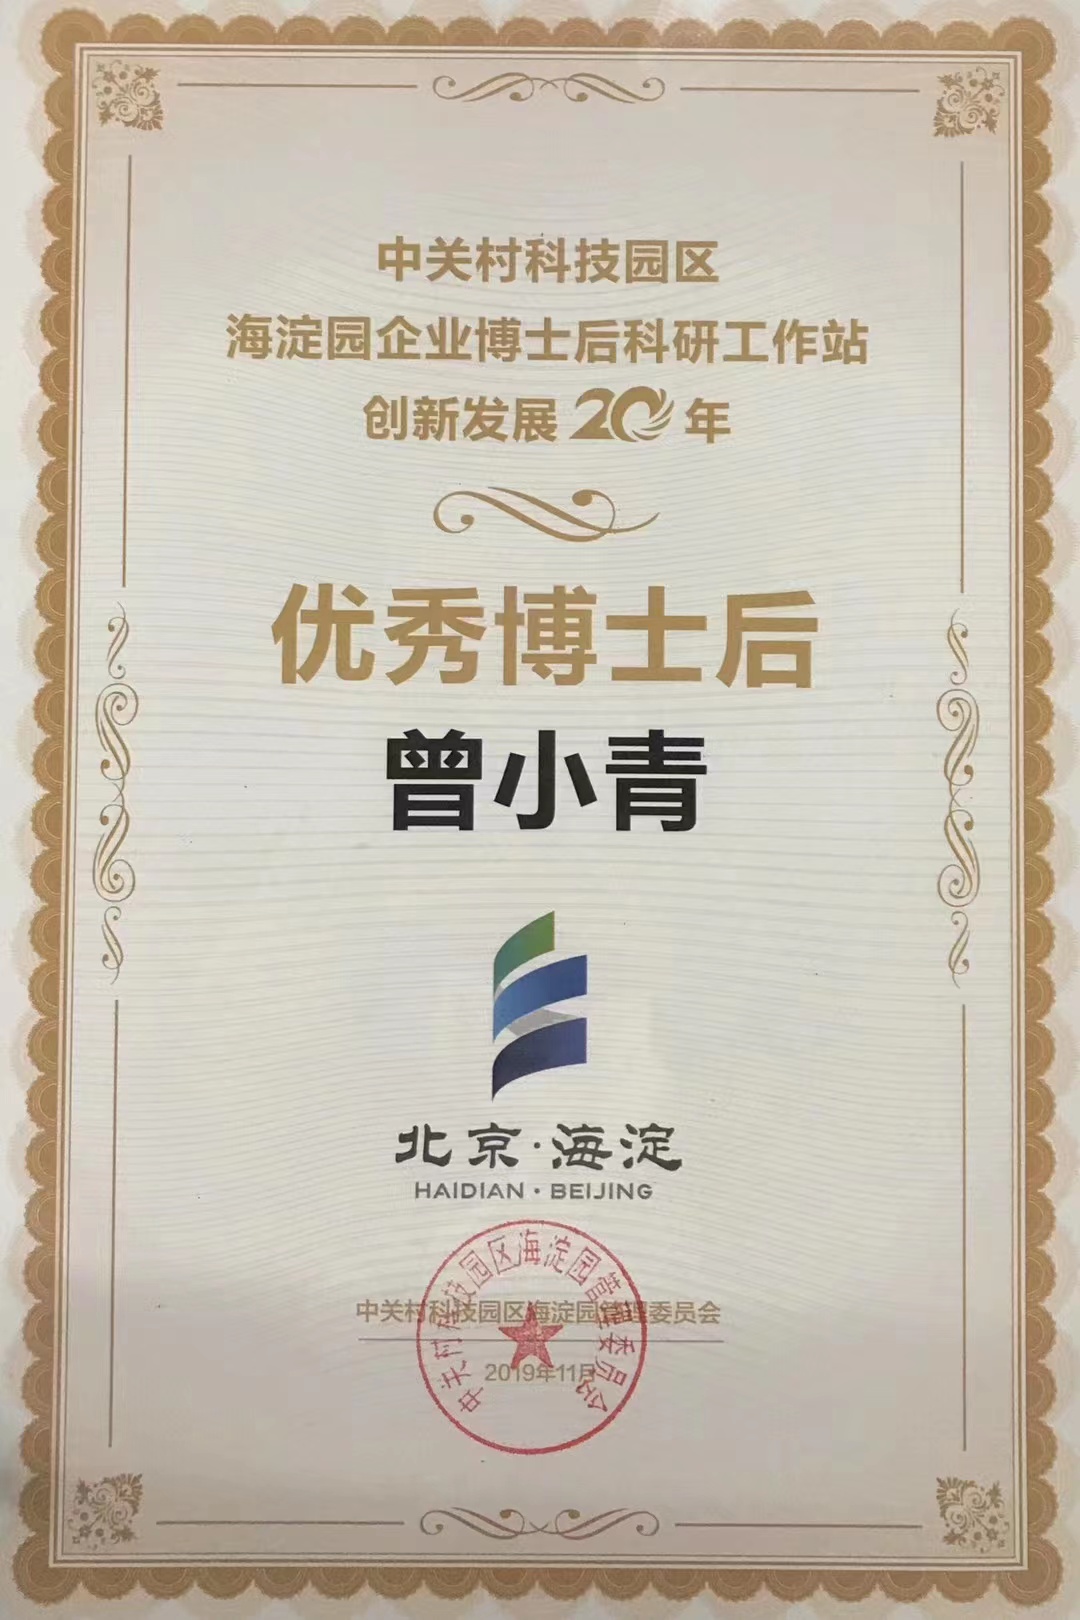 中关村科技园区
海淀园企业博士后科研工作站
创新发展20年
优秀博士后
曾小青
北京·海淀
HAIDIAN·BEIJING
中关村科技园区海淀园管理委员会
中关村科技园区海淀园管理委员会
2019年11月